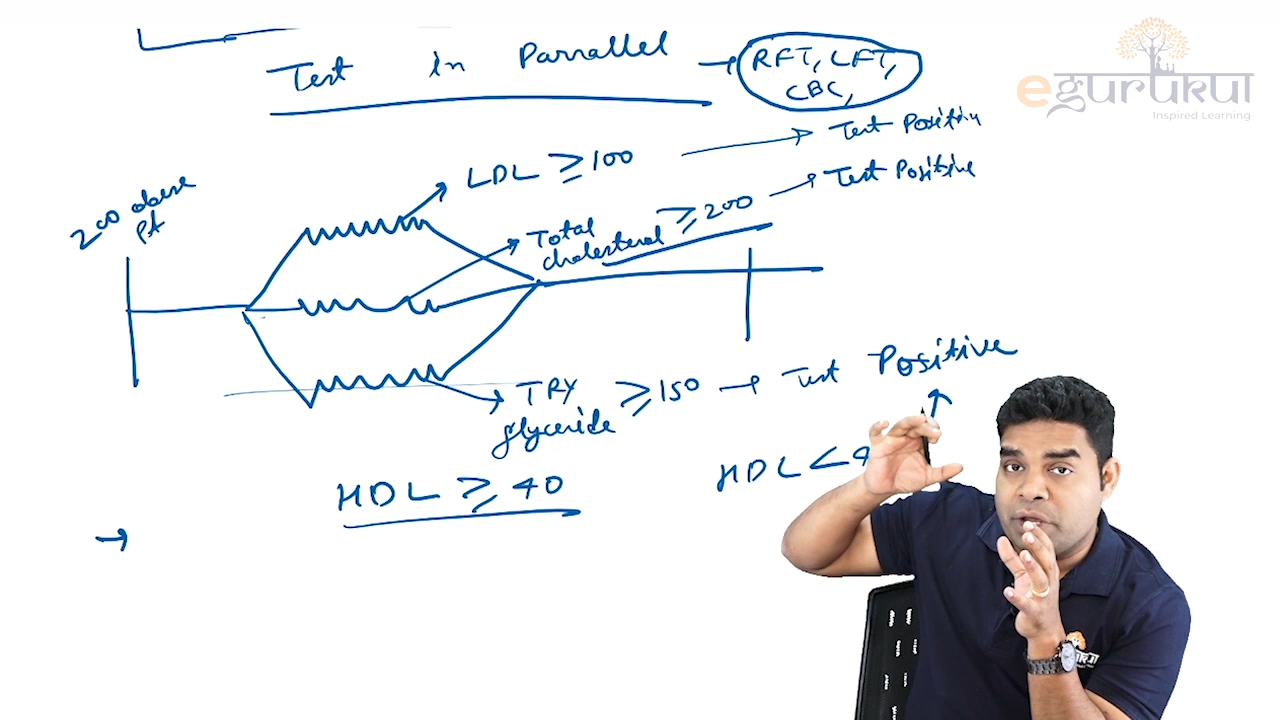 Test in Parrallel → RFT, LFT,
CBC,
eGURUKUL
Inspired Learning
LDL ≥ 100 → Test Positive
200 obese
Pt
Total
cholesterol ≥ 200 → Test Positive
TRY
glyceride ≥ 150 → Test Positive
HDL ≥ 40
HDL <
→